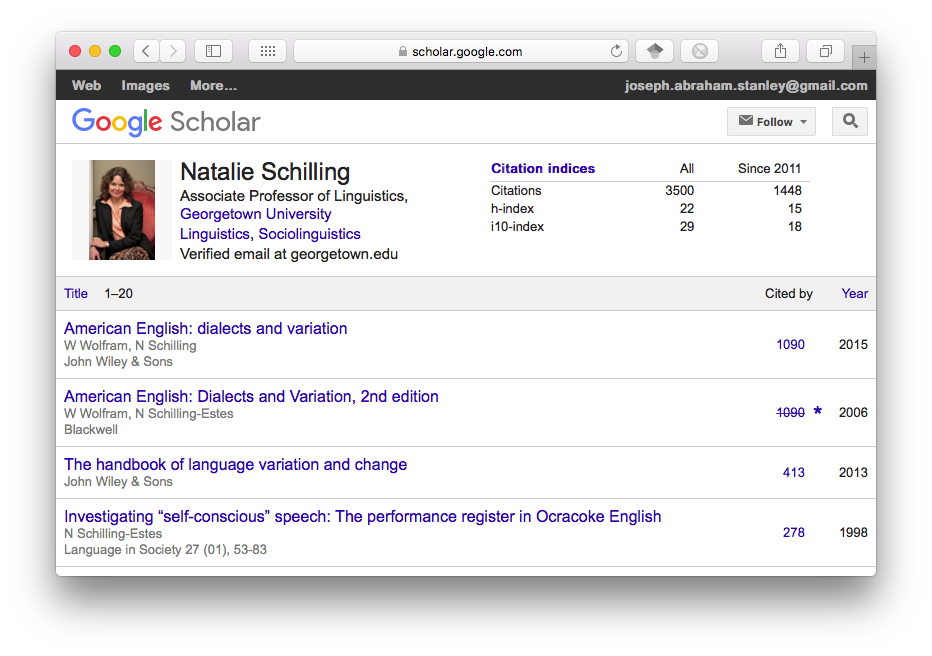 scholar.google.com
Web Images More... joseph.abraham.stanley@gmail.com
Google Scholar Follow
Natalie Schilling
Associate Professor of Linguistics,
Georgetown University
Linguistics, Sociolinguistics
Verified email at georgetown.edu
Citation indices All Since 2011
Citations 3500 1448
h-index 22 15
i10-index 29 18
Title 1–20 Cited by Year
American English: dialects and variation
W Wolfram, N Schilling
John Wiley & Sons
1090 2015
American English: Dialects and Variation, 2nd edition
W Wolfram, N Schilling-Estes
Blackwell
1090 * 2006
The handbook of language variation and change
John Wiley & Sons
413 2013
Investigating “self-conscious” speech: The performance register in Ocracoke English
N Schilling-Estes
Language in Society 27 (01), 53-83
278 1998